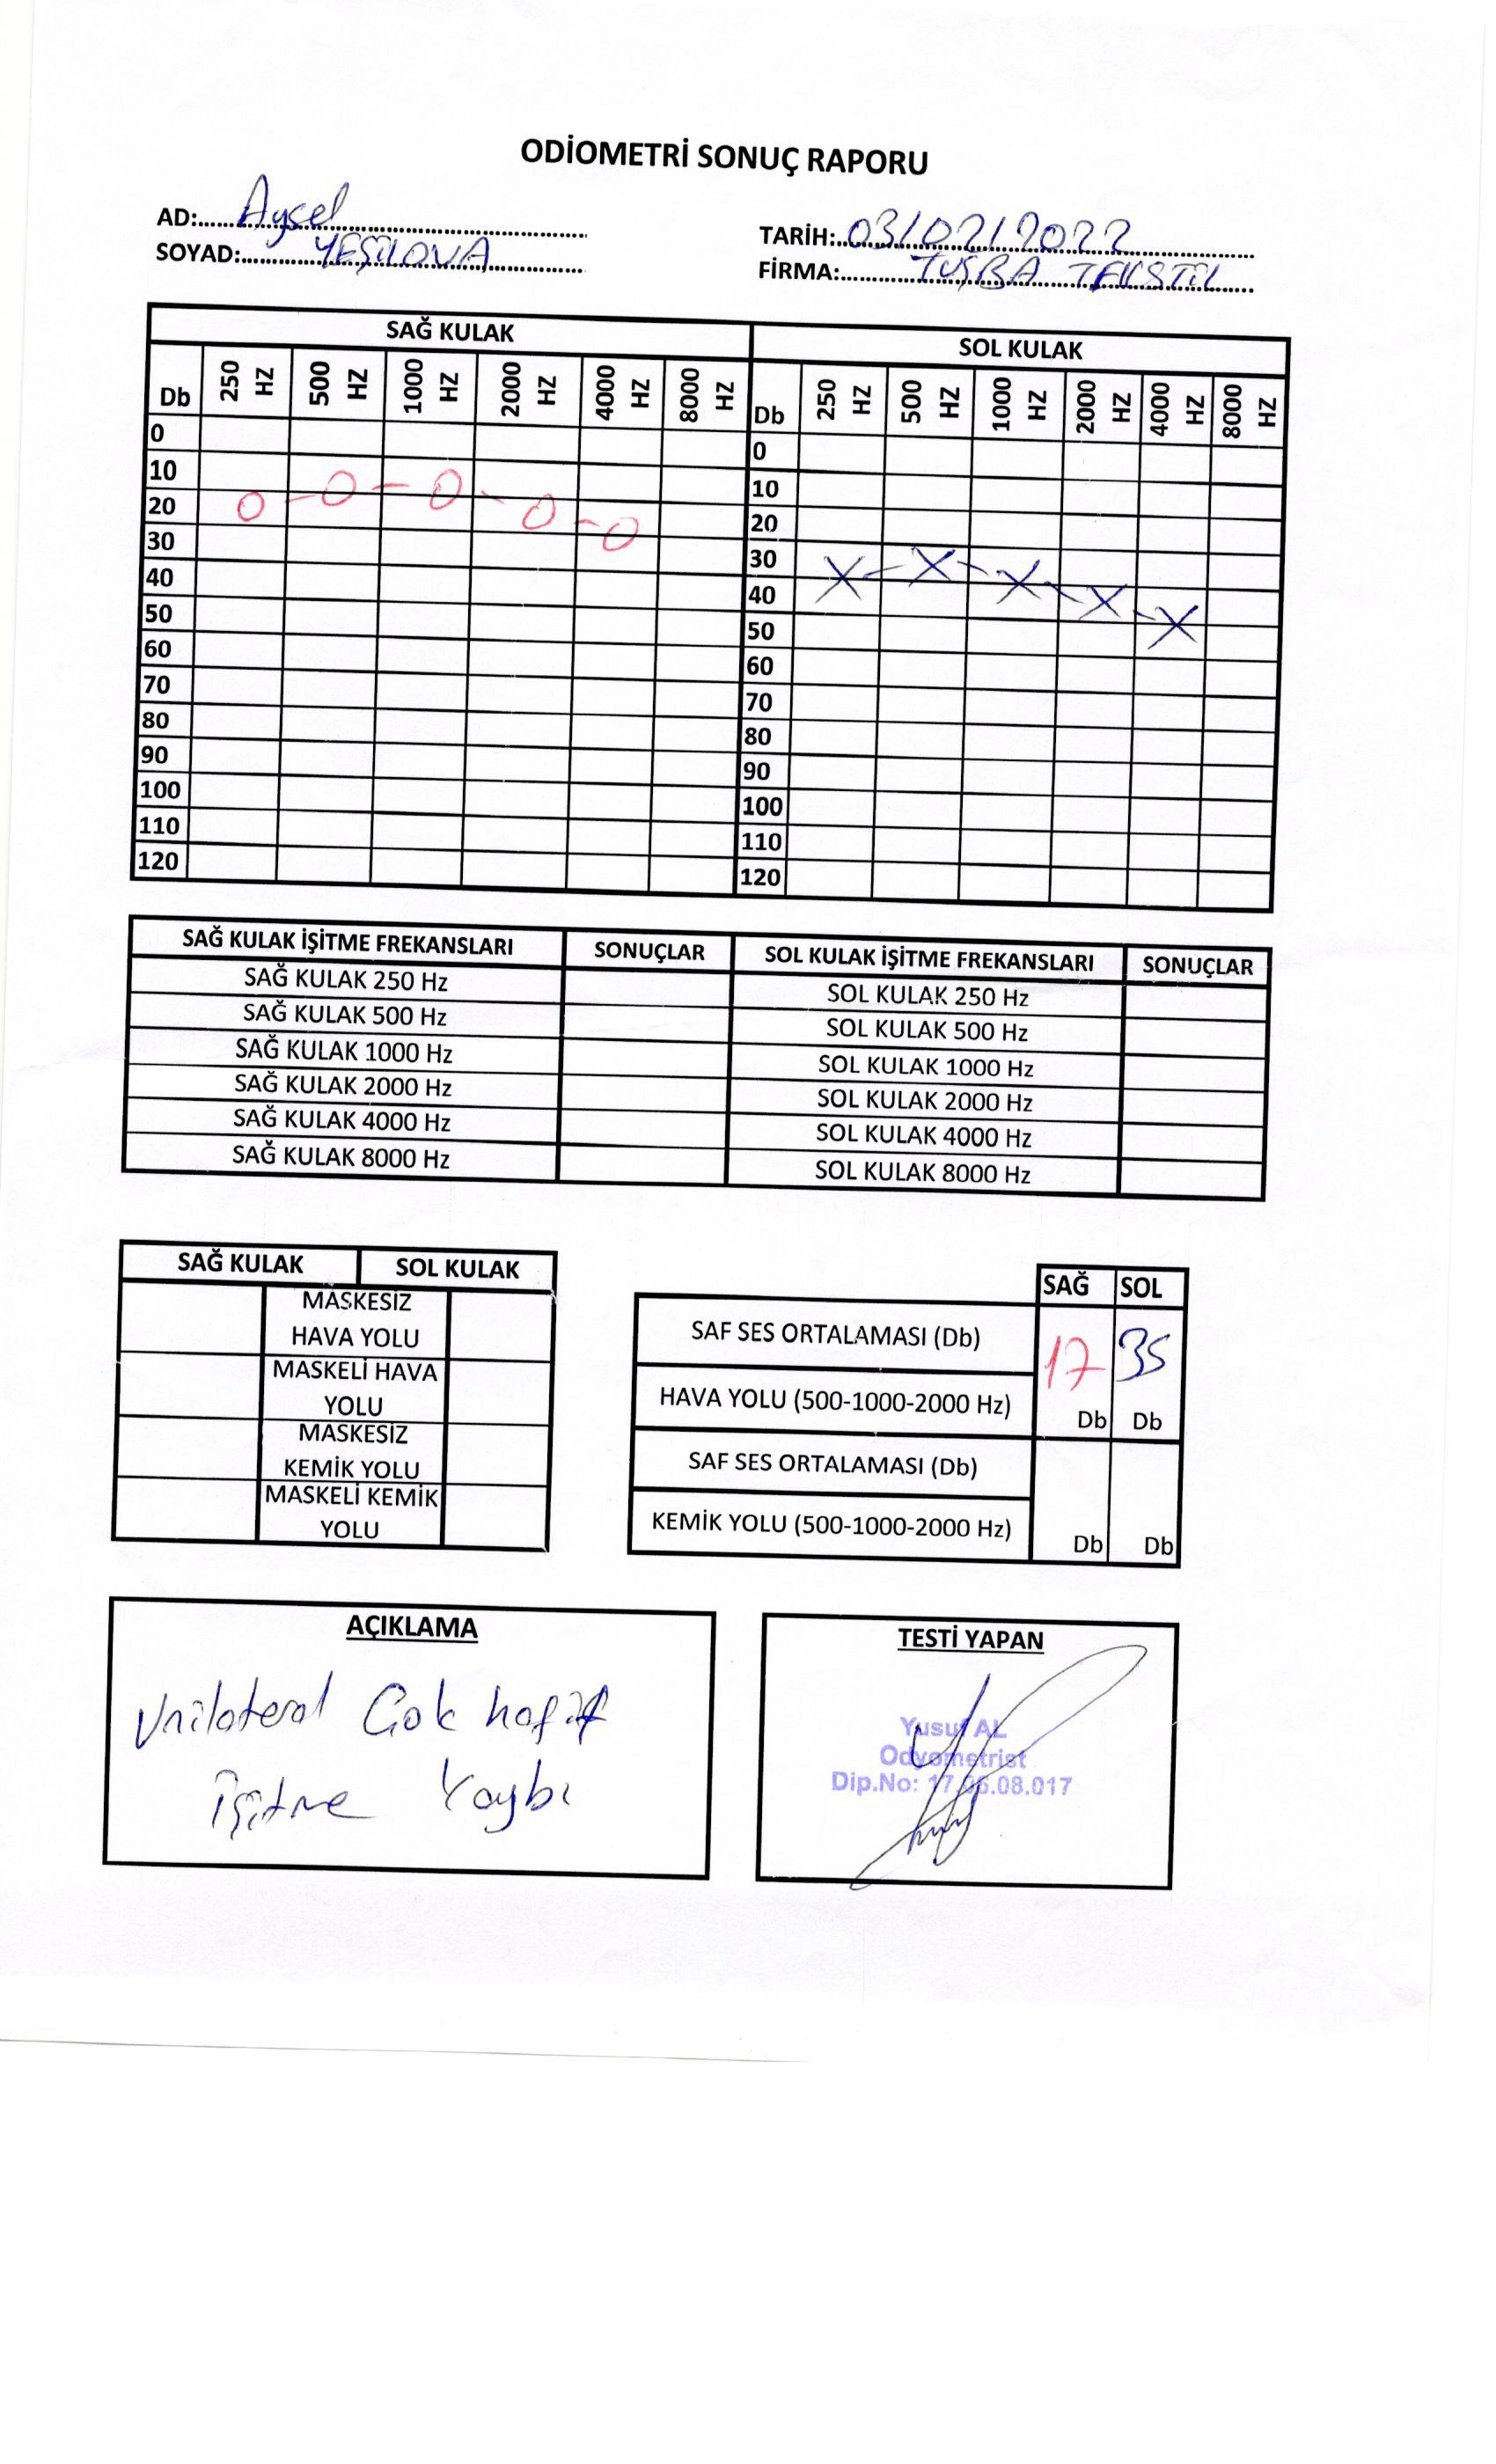 ODİOMETRİ SONUÇ RAPORU
AD: Aysel
SOYAD: YEŞİLOVA
TARİH: 03/02/2022
FİRMA: TUŞBA TEKSTİL
SAĞ KULAK SOL KULAK
Db 250 HZ 500 HZ 1000 HZ 2000 HZ 4000 HZ 8000 HZ Db 250 HZ 500 HZ 1000 HZ 2000 HZ 4000 HZ 8000 HZ
0 0
10 10
20 20
30 30
40 40
50 50
60 60
70 70
80 80
90 90
100 100
110 110
120 120
SAĞ KULAK İŞİTME FREKANSLARI SONUÇLAR SOL KULAK İŞİTME FREKANSLARI SONUÇLAR
SAĞ KULAK 250 Hz SOL KULAK 250 Hz
SAĞ KULAK 500 Hz SOL KULAK 500 Hz
SAĞ KULAK 1000 Hz SOL KULAK 1000 Hz
SAĞ KULAK 2000 Hz SOL KULAK 2000 Hz
SAĞ KULAK 4000 Hz SOL KULAK 4000 Hz
SAĞ KULAK 8000 Hz SOL KULAK 8000 Hz
SAĞ KULAK SOL KULAK
MASKESİZ
HAVA YOLU
MASKELİ HAVA
YOLU
MASKESİZ
KEMİK YOLU
MASKELİ KEMİK
YOLU
SAĞ SOL
SAF SES ORTALAMASI (Db) 17 35
HAVA YOLU (500-1000-2000 Hz) Db Db
SAF SES ORTALAMASI (Db)
KEMİK YOLU (500-1000-2000 Hz) Db Db
AÇIKLAMA
Unilateral Çok hafif
İşitme Kaybı
TESTİ YAPAN
Yusuf AL
Odyometrist
Dip.No: 17.06.08.017